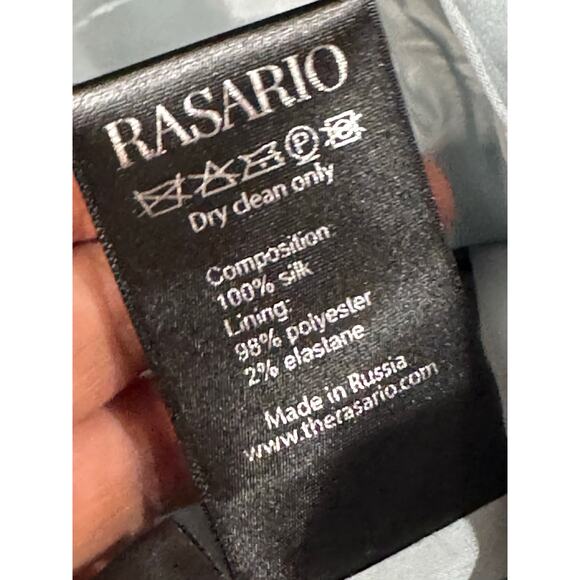 RASARIO
P
Dry clean only
Composition
100% silk
Lining:
98% polyester
2% elastane
Made in Russia
www.therasario.com